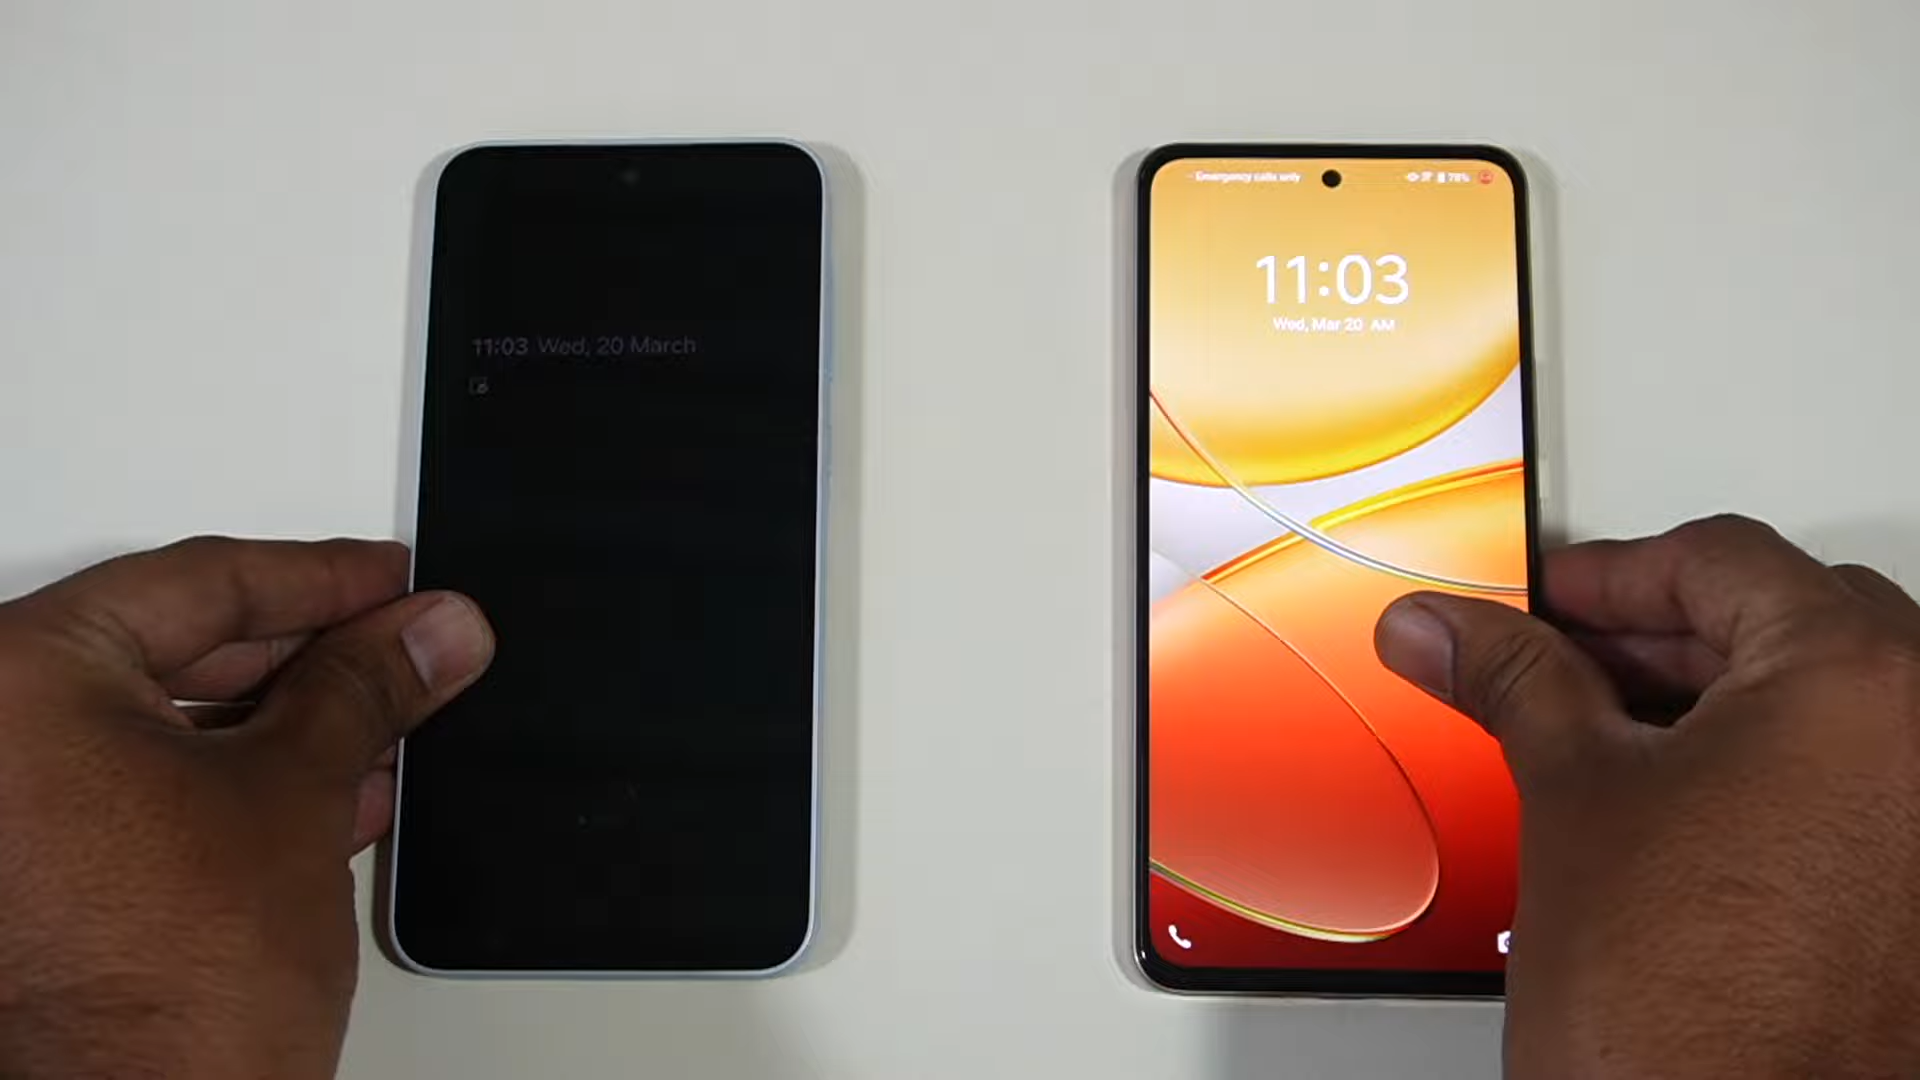 11:03 Wed, 20 March
Emergency calls only
78%
11:03
Wed, Mar 20 AM